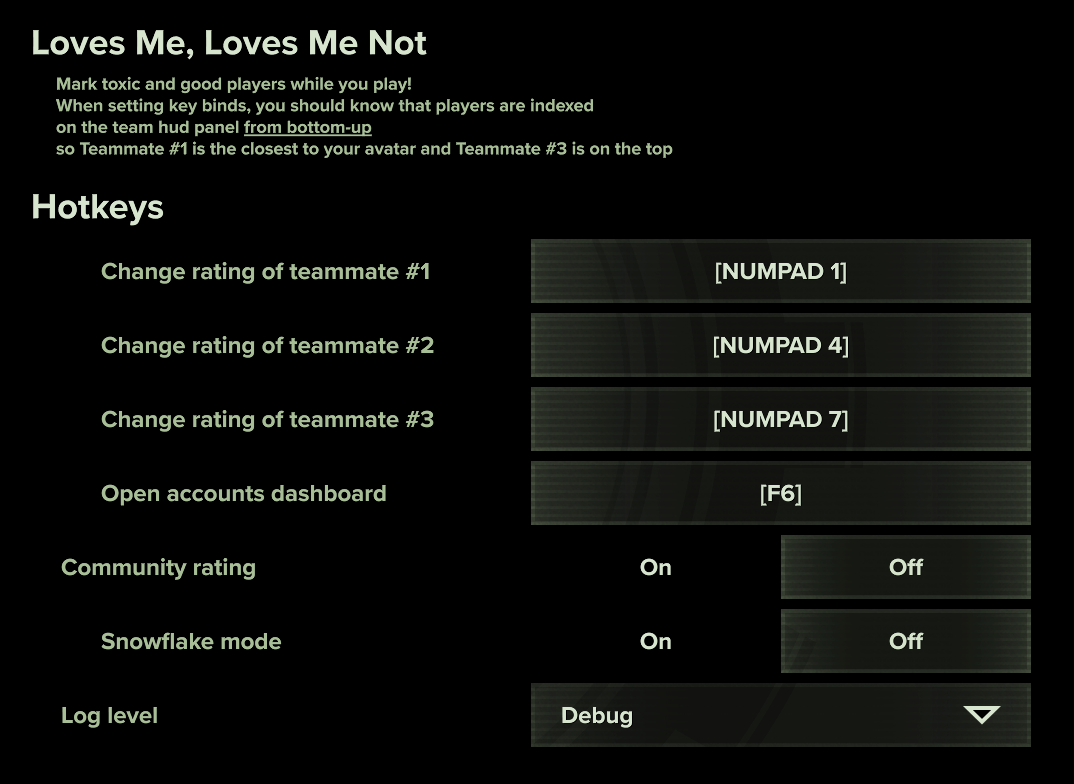 Loves Me, Loves Me Not
Mark toxic and good players while you play!
When setting key binds, you should know that players are indexed
on the team hud panel from bottom-up
so Teammate #1 is the closest to your avatar and Teammate #3 is on the top
Hotkeys
Change rating of teammate #1 [NUMPAD 1]
Change rating of teammate #2 [NUMPAD 4]
Change rating of teammate #3 [NUMPAD 7]
Open accounts dashboard [F6]
Community rating On Off
Snowflake mode On Off
Log level Debug